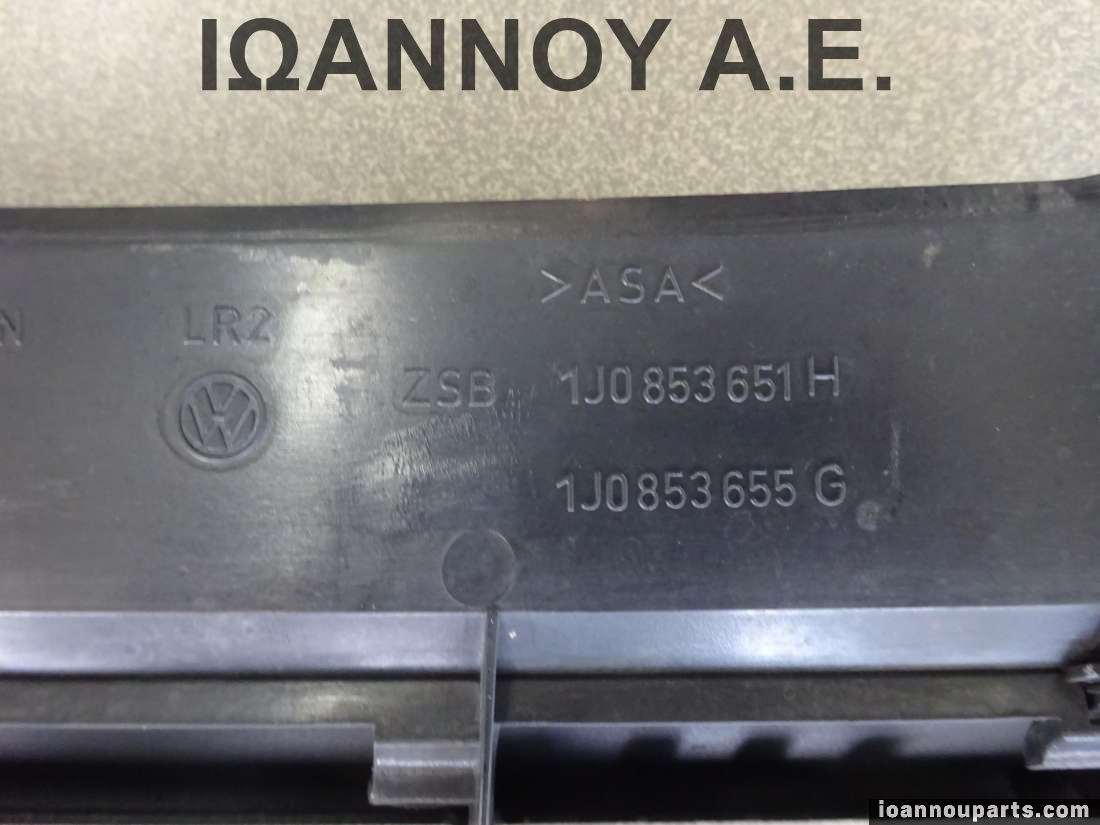 ΙΩΑΝΝΟΥ Α.Ε.
>ASA<
N LR2
ZSB 1J0 853 651 H
1J0 853 655 G
ioannouparts.com